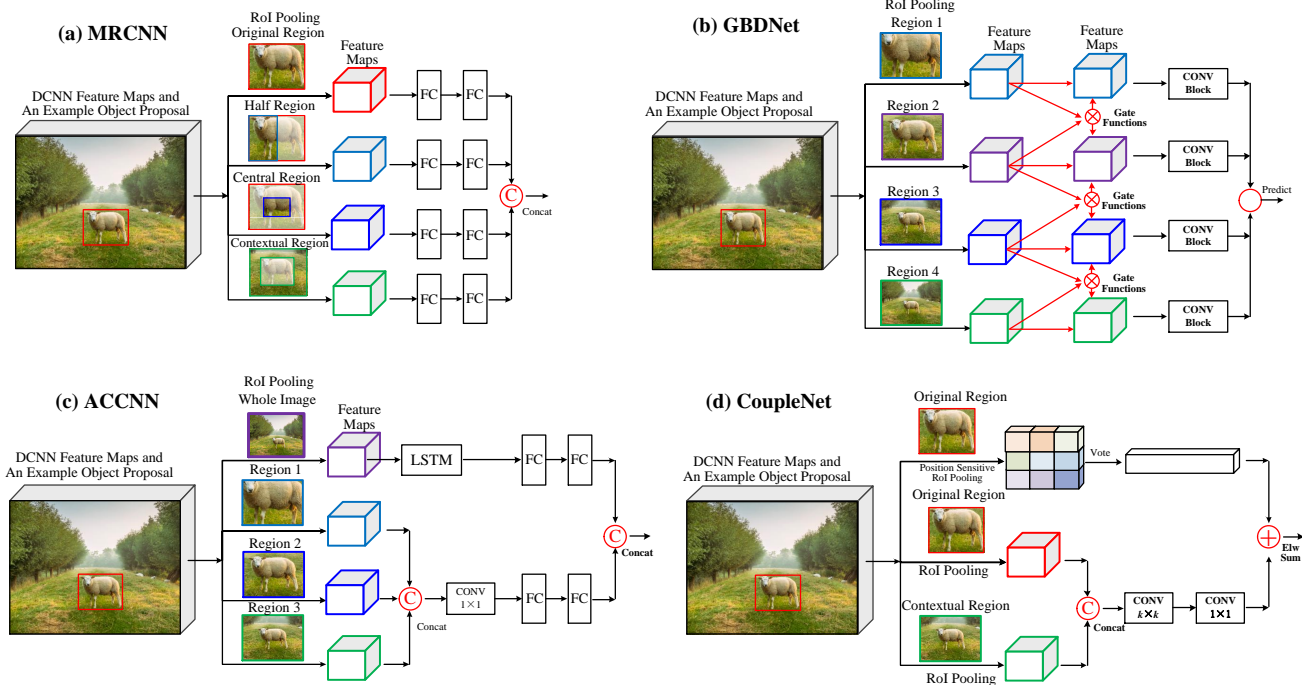 (a) MRCNN
RoI Pooling
Original Region
Feature
Maps
DCNN Feature Maps and
An Example Object Proposal
Half Region
Central Region
Contextual Region
FC
FC
FC
FC
FC
FC
FC
FC
C
Concat
(b) GBDNet
RoI Pooling
Region 1
Feature
Maps
Feature
Maps
DCNN Feature Maps and
An Example Object Proposal
Region 2
Region 3
Region 4
Gate
Functions
Gate
Functions
Gate
Functions
CONV
Block
CONV
Block
CONV
Block
CONV
Block
Predict
(c) ACCNN
RoI Pooling
Whole Image
Feature
Maps
DCNN Feature Maps and
An Example Object Proposal
Region 1
Region 2
Region 3
LSTM
FC
FC
C
Concat
CONV
1×1
FC
FC
C
Concat
(d) CoupleNet
Original Region
DCNN Feature Maps and
An Example Object Proposal
Position Sensitive
RoI Pooling
Vote
Original Region
RoI Pooling
Contextual Region
RoI Pooling
C
Concat
CONV
k×k
CONV
1×1
+
Elw
Sum